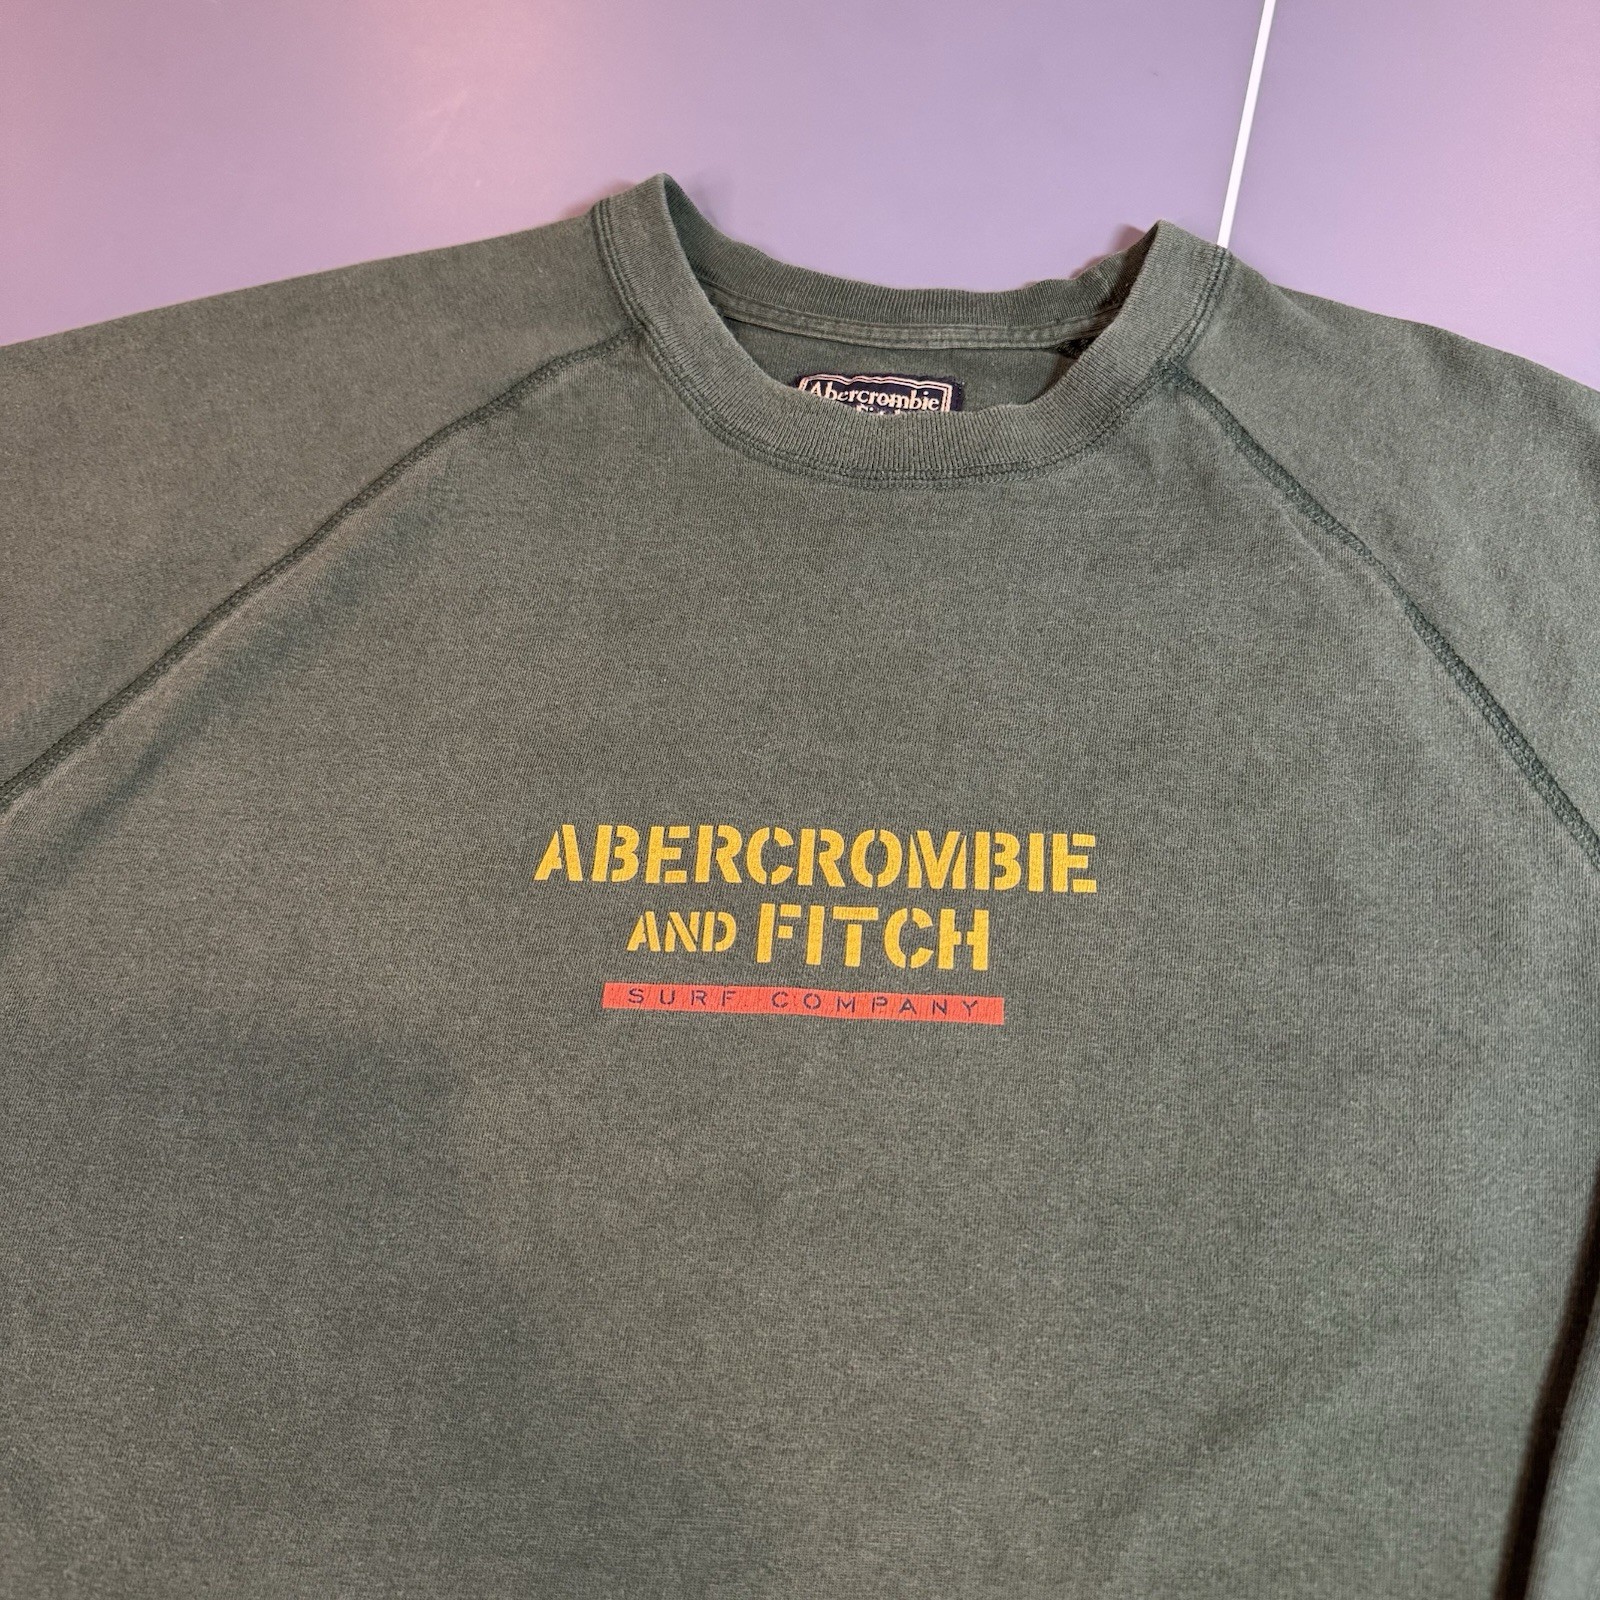 Abercrombie
ABERCROMBIE
AND FITCH
SURF COMPANY